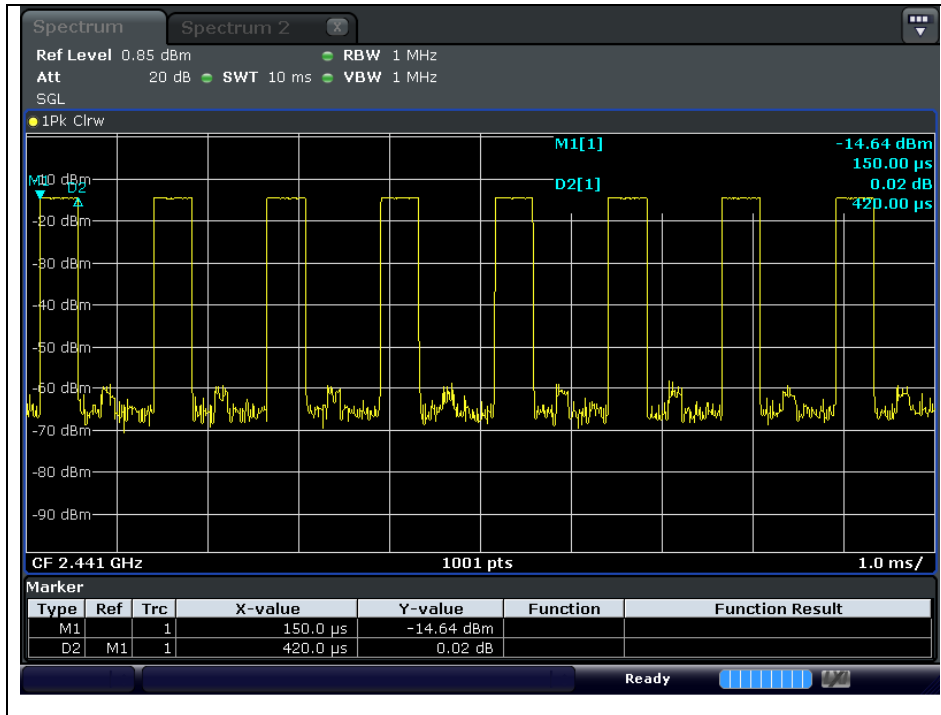 Spectrum Spectrum 2 X
Ref Level 0.85 dBm RBW 1 MHz
Att 20 dB SWT 10 ms VBW 1 MHz
SGL
1Pk Clrw
M1[1] -14.64 dBm
150.00 µs
D2[1] 0.02 dB
420.00 µs
M1 D2
-10 dBm
-20 dBm
-30 dBm
-40 dBm
-50 dBm
-60 dBm
-70 dBm
-80 dBm
-90 dBm
CF 2.441 GHz 1001 pts 1.0 ms/
Marker
Type Ref Trc X-value Y-value Function Function Result
M1 1 150.0 µs -14.64 dBm
D2 M1 1 420.0 µs 0.02 dB
Ready